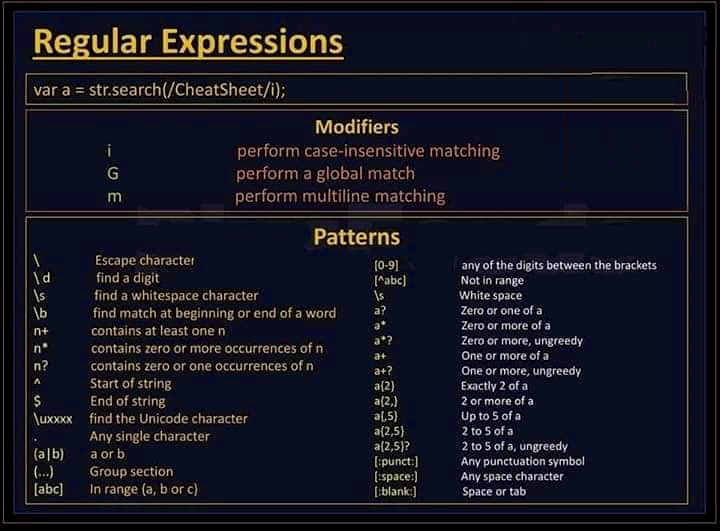 Regular Expressions
var a = str.search(/CheatSheet/i);
Modifiers
i perform case-insensitive matching
G perform a global match
m perform multiline matching
Patterns
\ Escape character
\d find a digit
\s find a whitespace character
\b find match at beginning or end of a word
n+ contains at least one n
n* contains zero or more occurrences of n
n? contains zero or one occurrences of n
^ Start of string
$ End of string
\uxxxx find the Unicode character
. Any single character
(a|b) a or b
(...) Group section
[abc] In range (a, b or c)
[0-9] any of the digits between the brackets
[^abc] Not in range
\s White space
a? Zero or one of a
a* Zero or more of a
a*? Zero or more, ungreedy
a+ One or more of a
a+? One or more, ungreedy
a{2} Exactly 2 of a
a{2,} 2 or more of a
a{,5} Up to 5 of a
a{2,5} 2 to 5 of a
a{2,5}? 2 to 5 of a, ungreedy
[:punct:] Any punctuation symbol
[:space:] Any space character
[:blank:] Space or tab